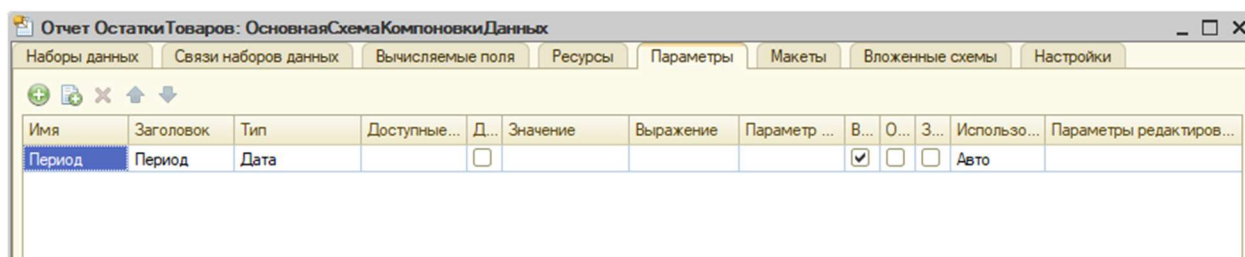 Отчет ОстаткиТоваров: ОсновнаяСхемаКомпоновкиДанных
Наборы данных Связи наборов данных Вычисляемые поля Ресурсы Параметры Макеты Вложенные схемы Настройки
Имя Заголовок Тип Доступные... Д... Значение Выражение Параметр ... В... О... З... Использо... Параметры редактиров...
Период Период Дата Авто